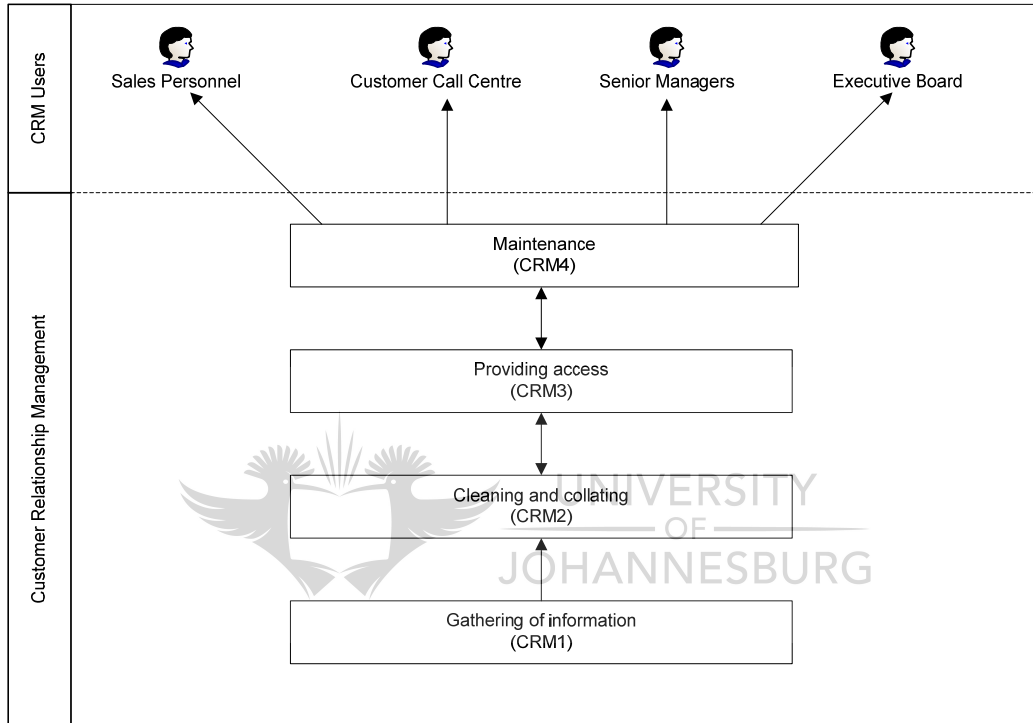 CRM Users
Sales Personnel
Customer Call Centre
Senior Managers
Executive Board
Customer Relationship Management
Maintenance
(CRM4)
Providing access
(CRM3)
Cleaning and collating
(CRM2)
Gathering of information
(CRM1)
UNIVERSITY
OF
JOHANNESBURG